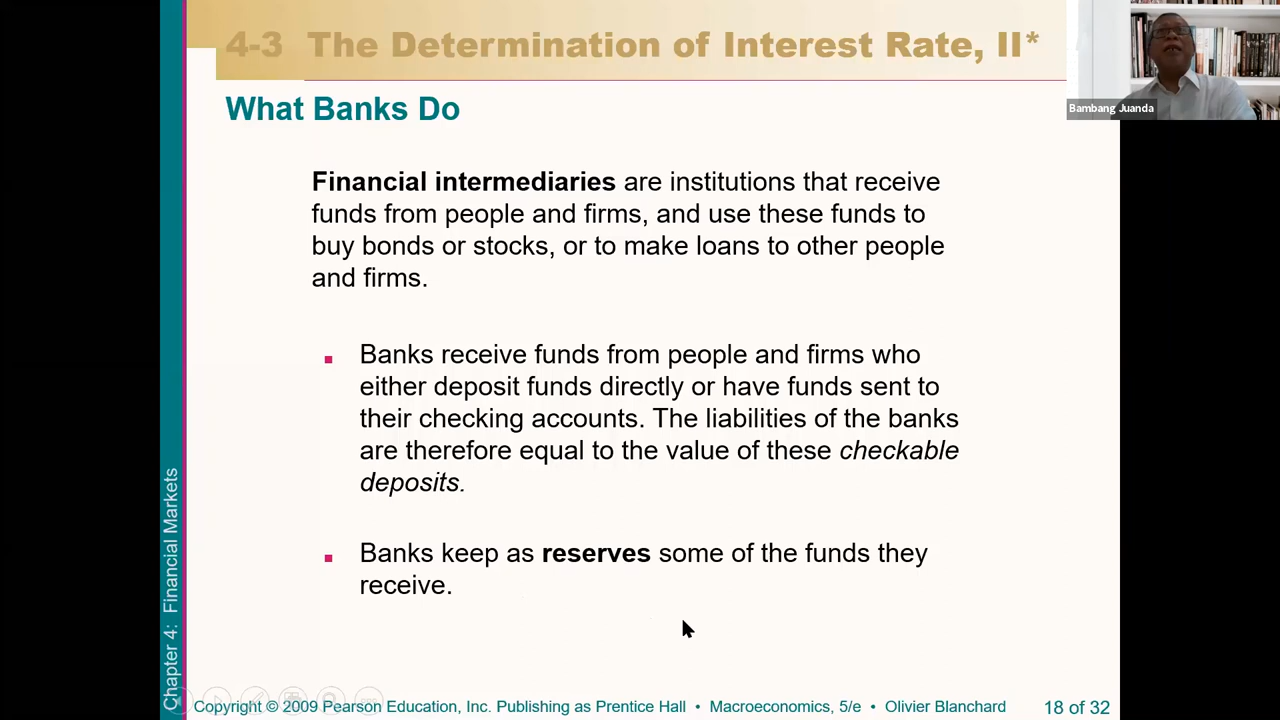 4-3 The Determination of Interest Rate, II*
Bambang Juanda
What Banks Do
Financial intermediaries are institutions that receive
funds from people and firms, and use these funds to
buy bonds or stocks, or to make loans to other people
and firms.
Banks receive funds from people and firms who
either deposit funds directly or have funds sent to
their checking accounts. The liabilities of the banks
are therefore equal to the value of these checkable
deposits.
Banks keep as reserves some of the funds they
receive.
Chapter 4: Financial Markets
Copyright © 2009 Pearson Education, Inc. Publishing as Prentice Hall • Macroeconomics, 5/e • Olivier Blanchard
18 of 32